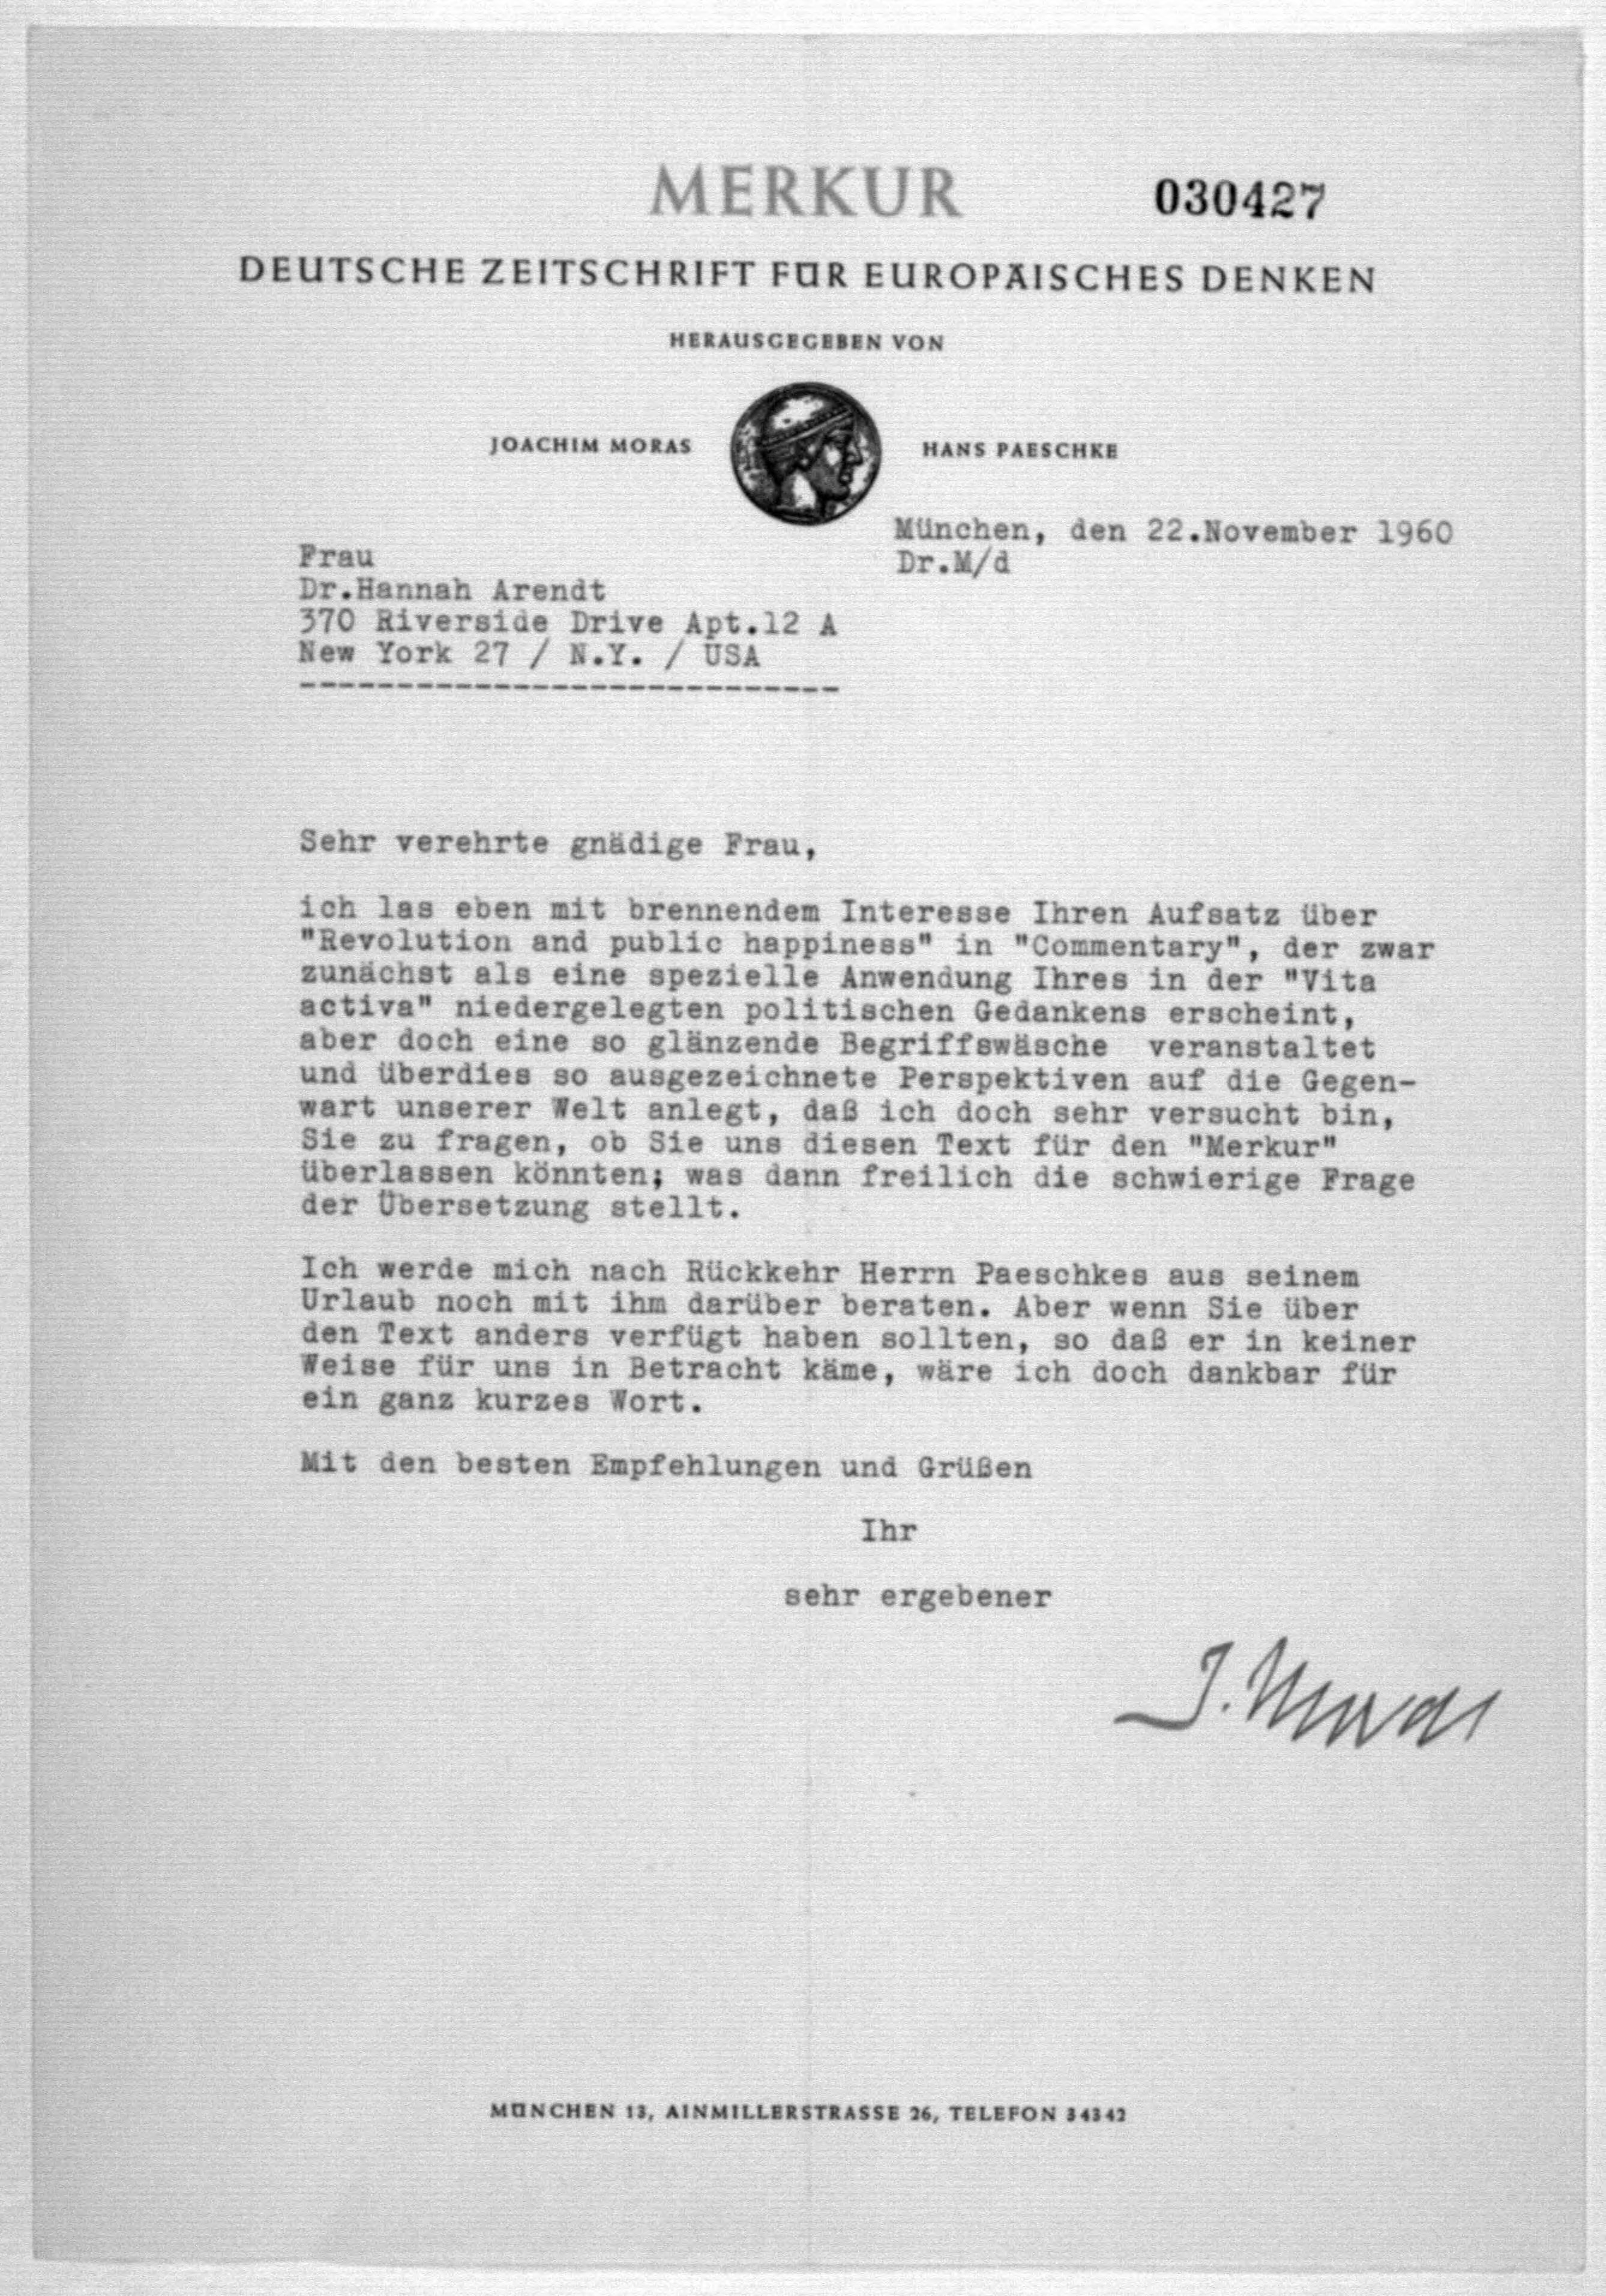 MERKUR
030427
DEUTSCHE ZEITSCHRIFT FÜR EUROPÄISCHES DENKEN
HERAUSGEGEBEN VON
JOACHIM MORAS HANS PAESCHKE
München, den 22.November 1960
Dr.M/d
Frau
Dr.Hannah Arendt
370 Riverside Drive Apt.12 A
New York 27 / N.Y. / USA
----------------------------
Sehr verehrte gnädige Frau,
ich las eben mit brennendem Interesse Ihren Aufsatz über
"Revolution and public happiness" in "Commentary", der zwar
zunächst als eine spezielle Anwendung Ihres in der "Vita
activa" niedergelegten politischen Gedankens erscheint,
aber doch eine so glänzende Begriffswäsche veranstaltet
und überdies so ausgezeichnete Perspektiven auf die Gegen-
wart unserer Welt anlegt, daß ich doch sehr versucht bin,
Sie zu fragen, ob Sie uns diesen Text für den "Merkur"
überlassen könnten; was dann freilich die schwierige Frage
der Übersetzung stellt.
Ich werde mich nach Rückkehr Herrn Paeschkes aus seinem
Urlaub noch mit ihm darüber beraten. Aber wenn Sie über
den Text anders verfügt haben sollten, so daß er in keiner
Weise für uns in Betracht käme, wäre ich doch dankbar für
ein ganz kurzes Wort.
Mit den besten Empfehlungen und Grüßen
Ihr
sehr ergebener
J. Moras
MÜNCHEN 13, AINMILLERSTRASSE 26, TELEFON 34342